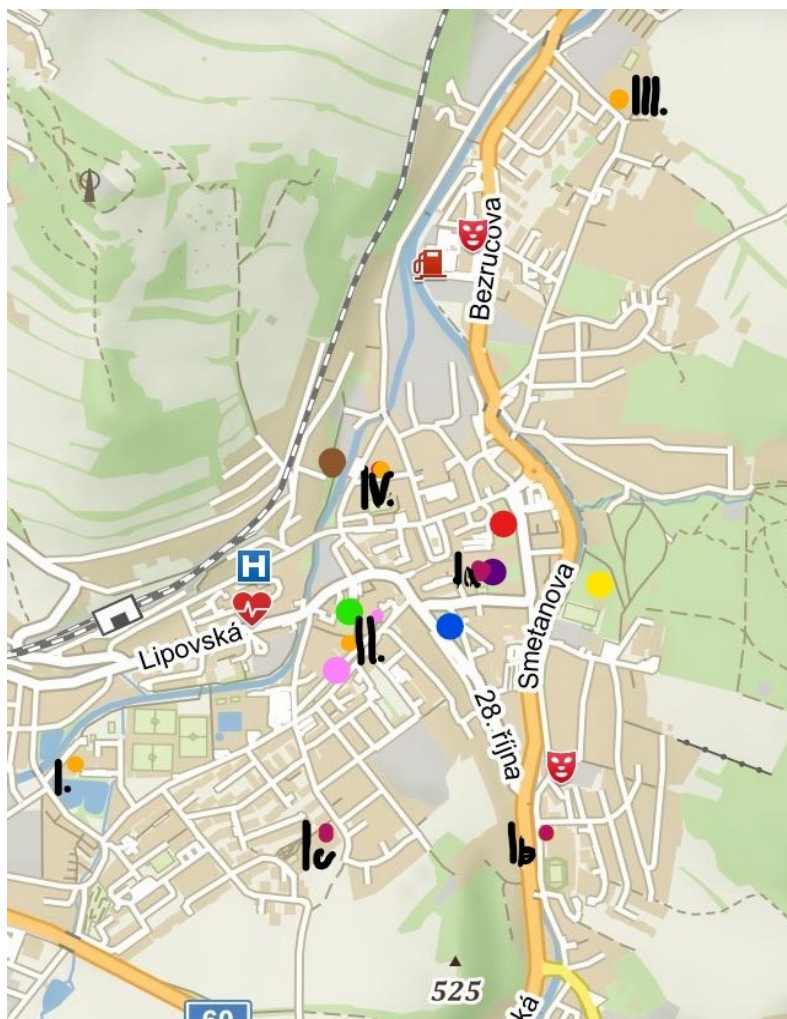 III.
Bezručova
IV.
H
Ia
Smetanova
Lipovská
II.
28. října
I.
Ic
Ib
525
ká
60